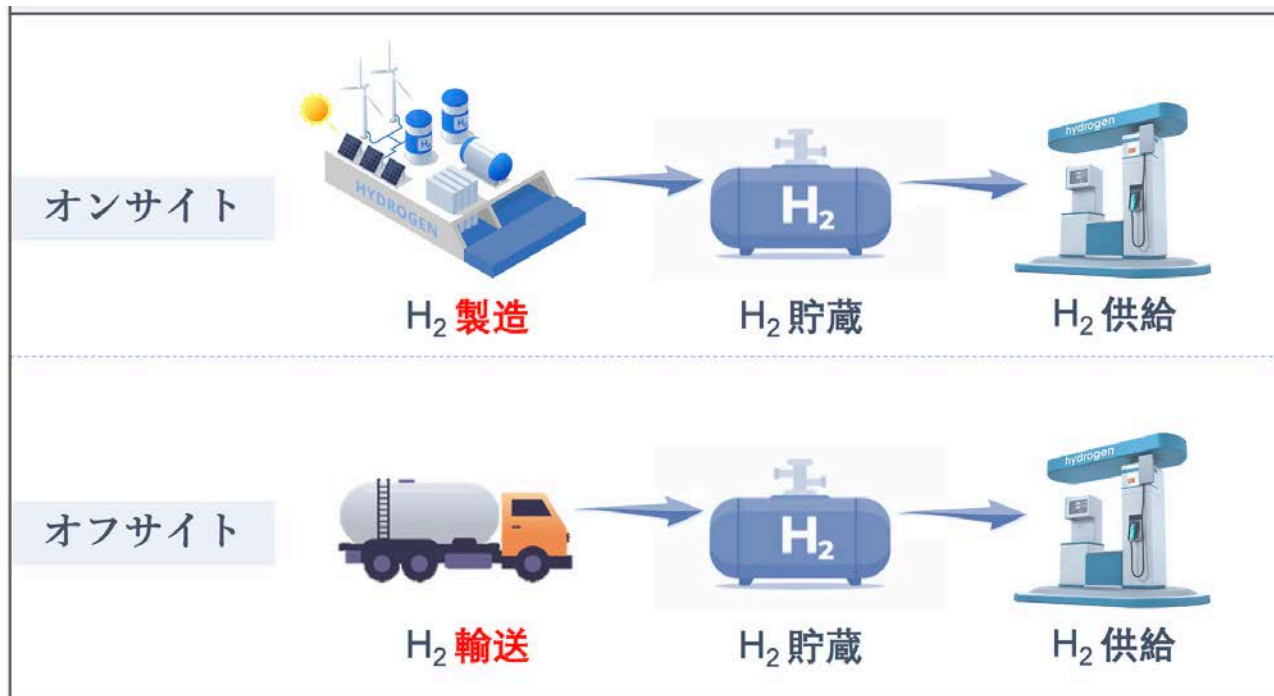 オンサイト
HYDROGEN
H₂
H₂
H₂
hydrogen
H₂ 製造
H₂ 貯蔵
H₂ 供給
オフサイト
H₂
hydrogen
H₂ 輸送
H₂ 貯蔵
H₂ 供給